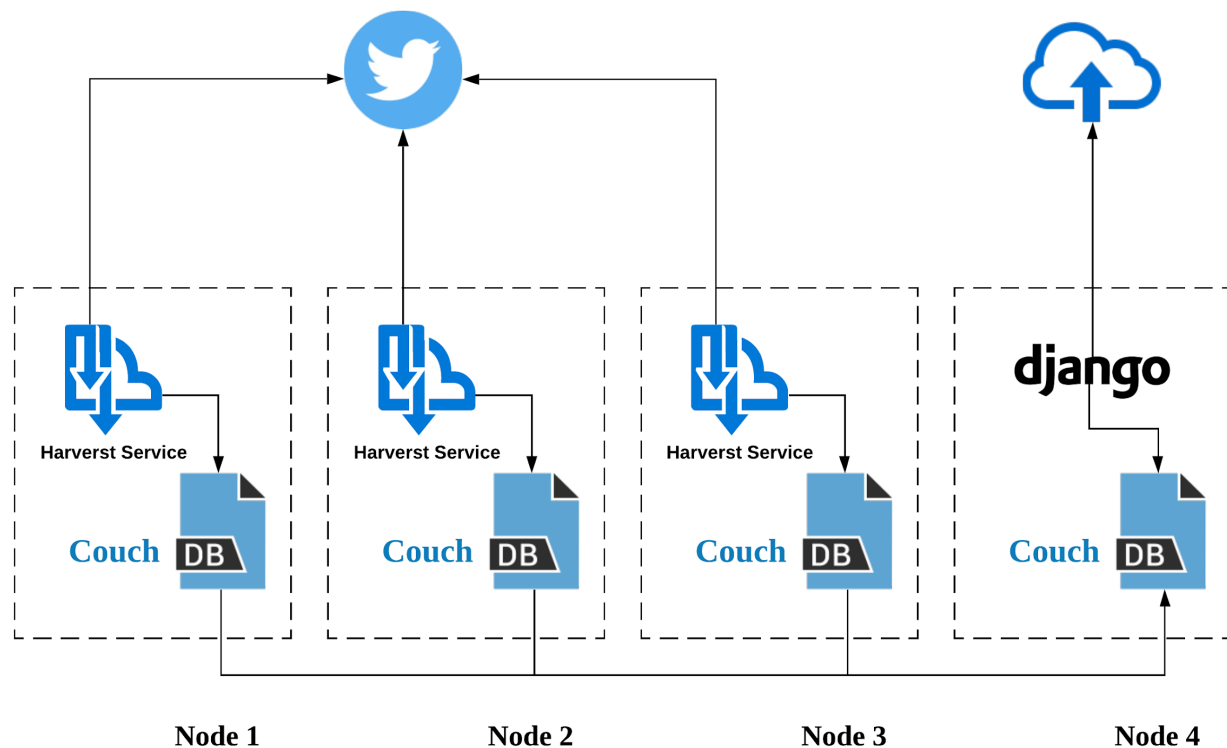 django
Harverst Service
Harverst Service
Harverst Service
Couch DB
Couch DB
Couch DB
Couch DB
Node 1
Node 2
Node 3
Node 4